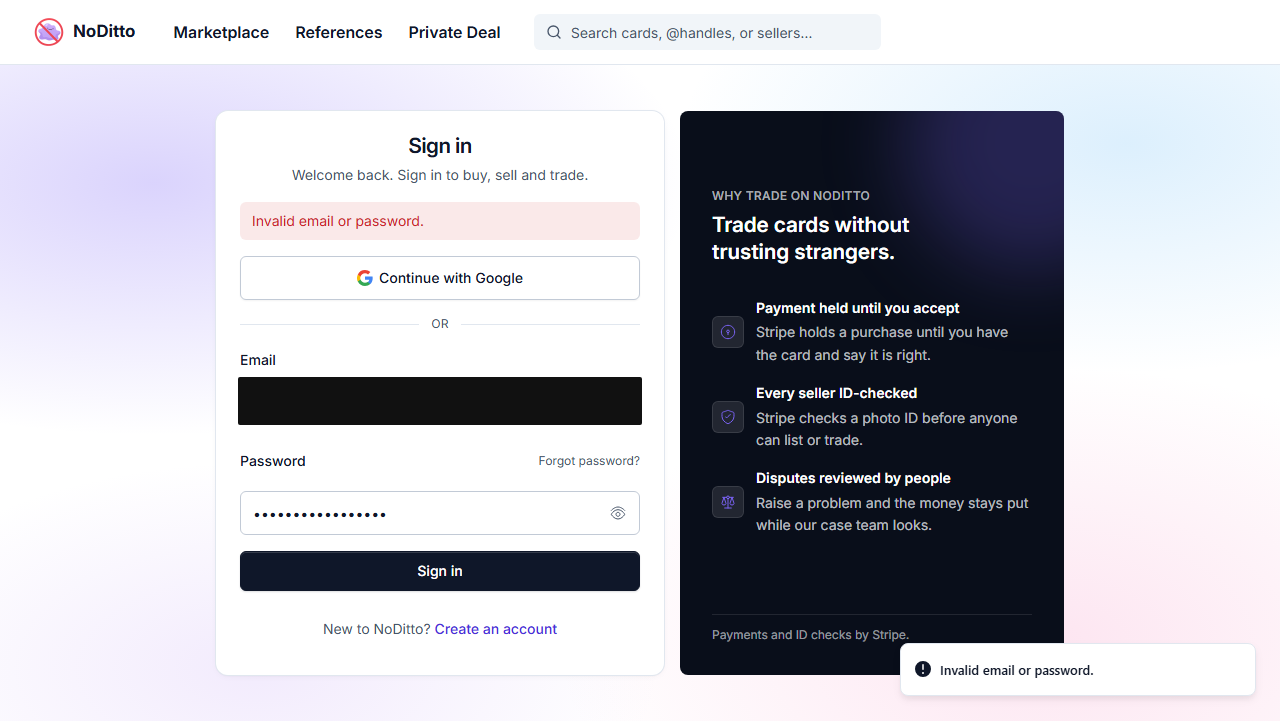 NoDitto
Marketplace
References
Private Deal
Search cards, @handles, or sellers...
Sign in
Welcome back. Sign in to buy, sell and trade.
Invalid email or password.
Continue with Google
OR
Email
Password
Forgot password?
•••••••••••••••••
Sign in
New to NoDitto? Create an account
WHY TRADE ON NODITTO
Trade cards without
trusting strangers.
Payment held until you accept
Stripe holds a purchase until you have
the card and say it is right.
Every seller ID-checked
Stripe checks a photo ID before anyone
can list or trade.
Disputes reviewed by people
Raise a problem and the money stays put
while our case team looks.
Payments and ID checks by Stripe.
Invalid email or password.